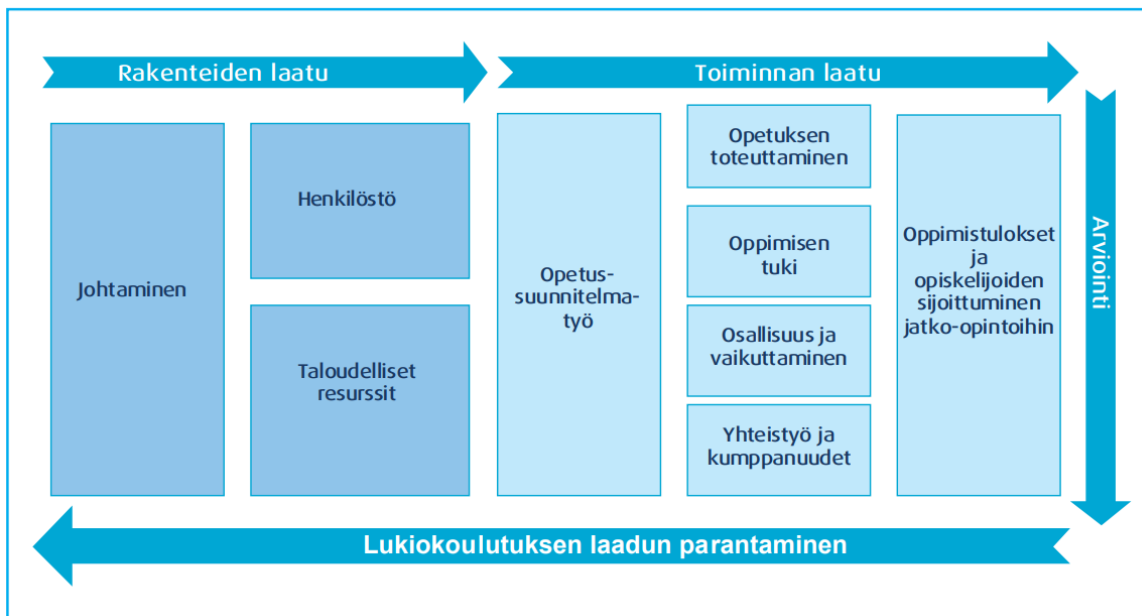 Rakenteiden laatu
Toiminnan laatu
Johtaminen
Henkilöstö
Taloudelliset
resurssit
Opetus-
suunnitelma-
työ
Opetuksen
toteuttaminen
Oppimisen
tuki
Osallisuus ja
vaikuttaminen
Yhteistyö ja
kumppanuudet
Oppimistulokset
ja
opiskelijoiden
sijoittuminen
jatko-opintoihin
Arviointi
Lukiokoulutuksen laadun parantaminen